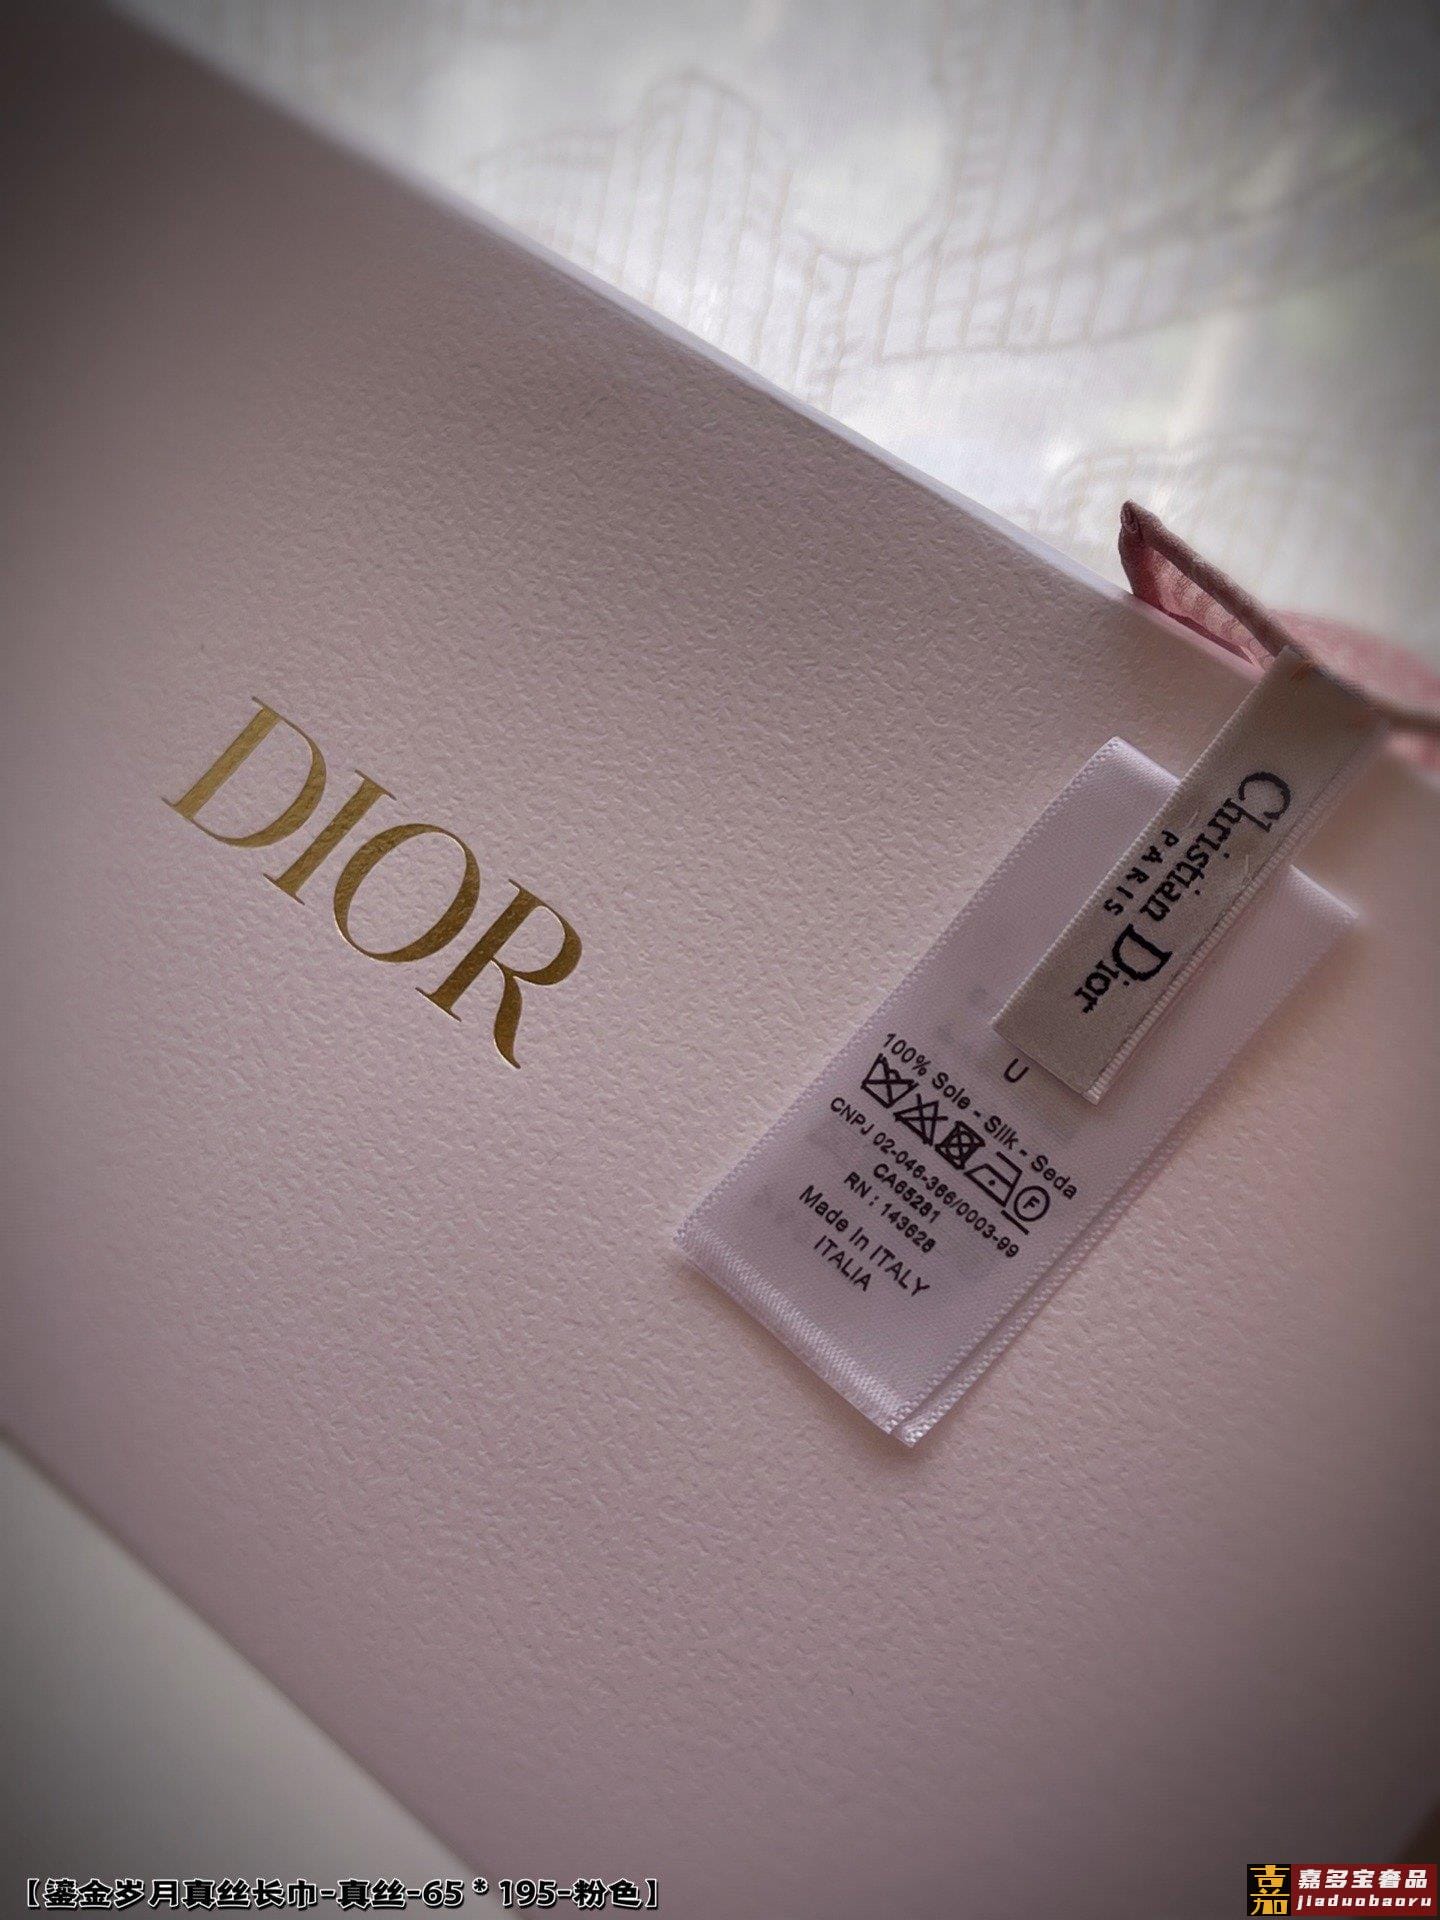 DIOR
Christian Dior
PARIS
U
100% Soie - Silk - Seda
CNPJ 02-046-366/0003-99
CA65281
RN : 143628
Made in ITALY
ITALIA
【鎏金岁月真丝长巾-真丝-65 * 195-粉色】
嘉 嘉多宝奢品
jiaduobaoru